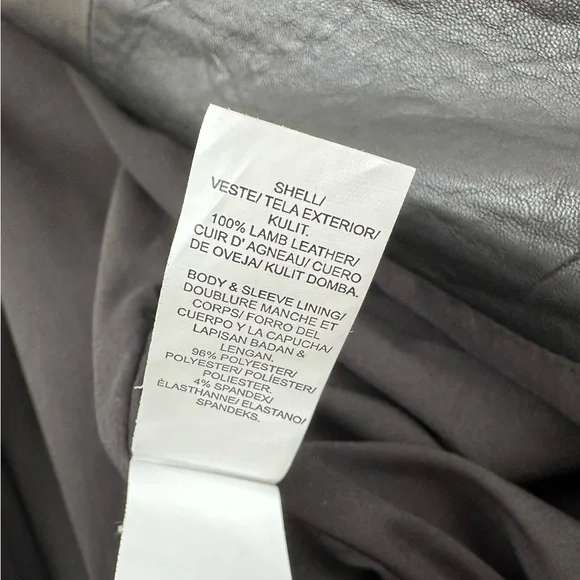 SHELL/
VESTE/ TELA EXTERIOR/
KULIT.
100% LAMB LEATHER/
CUIR D' AGNEAU/ CUERO
DE OVEJA/ KULIT DOMBA.
BODY & SLEEVE LINING/
DOUBLURE MANCHE ET
CORPS/ FORRO DEL
CUERPO Y LA CAPUCHA/
LAPISAN BADAN &
LENGAN.
96% POLYESTER/
POLYESTER/ POLIÉSTER/
POLIESTER.
4% SPANDEX/
ÉLASTHANNE/ ELASTANO/
SPANDEKS.